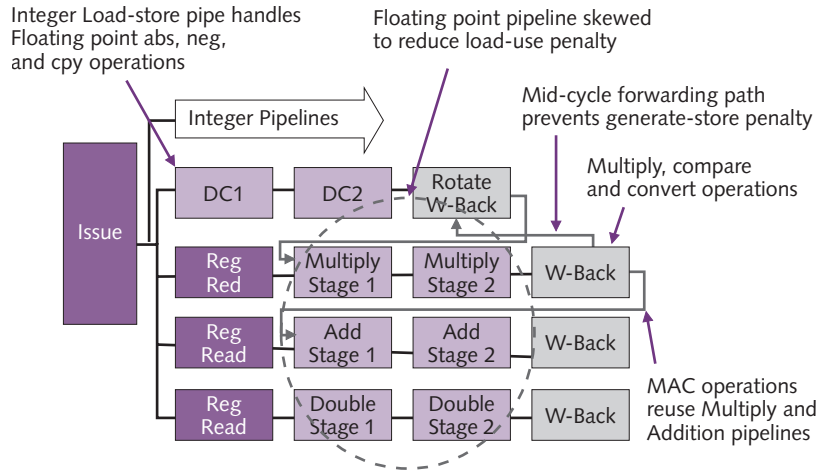 Integer Load-store pipe handles
Floating point abs, neg,
and cpy operations
Floating point pipeline skewed
to reduce load-use penalty
Integer Pipelines
Mid-cycle forwarding path
prevents generate-store penalty
Multiply, compare
and convert operations
Issue
DC1
DC2
Rotate
W-Back
Reg
Red
Multiply
Stage 1
Multiply
Stage 2
W-Back
Reg
Read
Add
Stage 1
Add
Stage 2
W-Back
Reg
Read
Double
Stage 1
Double
Stage 2
W-Back
MAC operations
reuse Multiply and
Addition pipelines